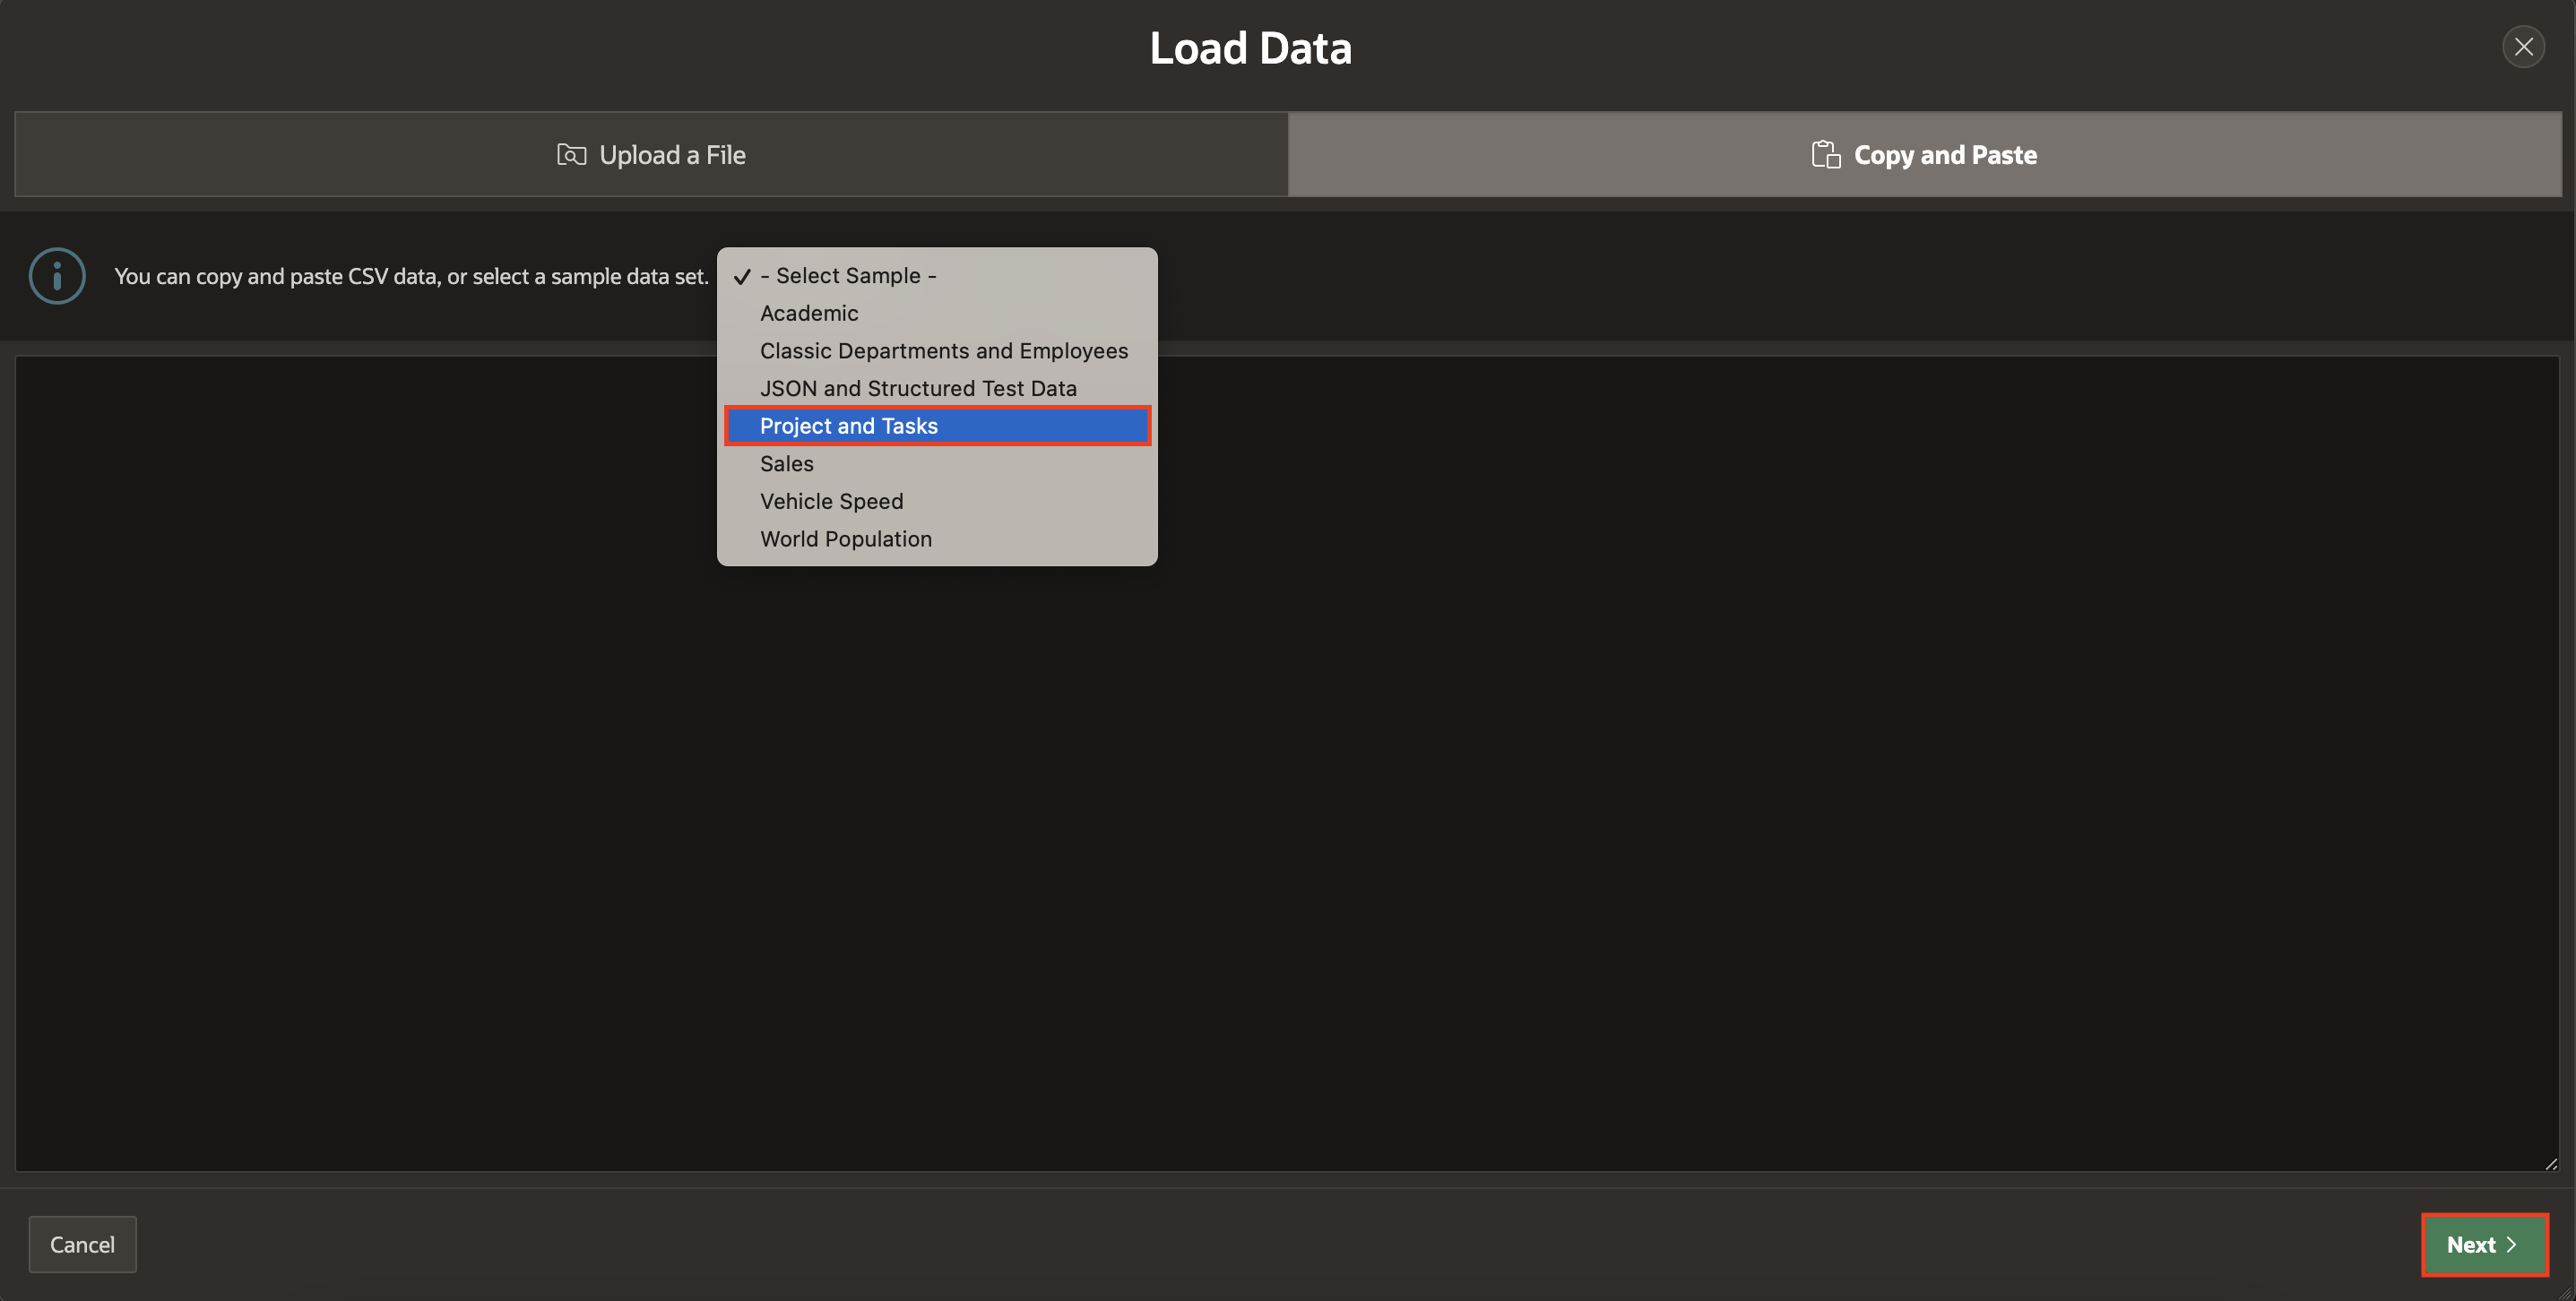 Load Data
Upload a File
Copy and Paste
You can copy and paste CSV data, or select a sample data set.
- Select Sample -
Academic
Classic Departments and Employees
JSON and Structured Test Data
Project and Tasks
Sales
Vehicle Speed
World Population
Cancel
Next